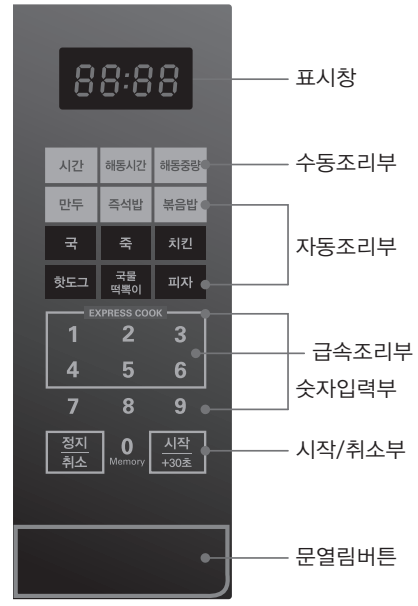 88:88
표시창
시간 해동시간 해동중량
수동조리부
만두 즉석밥 볶음밥
국 죽 치킨
자동조리부
핫도그 국물 떡볶이 피자
EXPRESS COOK
1 2 3
급속조리부
4 5 6
숫자입력부
7 8 9
정지 취소 0 Memory 시작 +30초
시작/취소부
문열림버튼